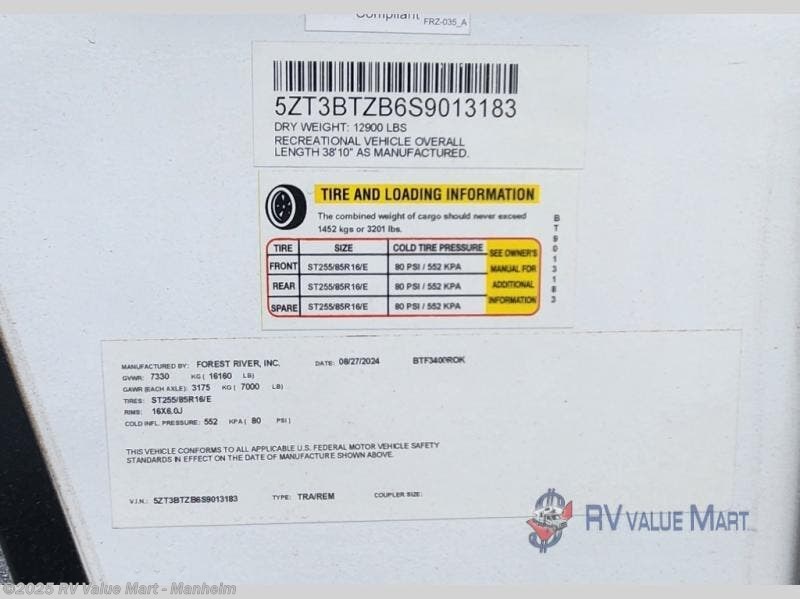 Compliant FRZ-035_A
5ZT3BTZB6S9013183
DRY WEIGHT: 12900 LBS
RECREATIONAL VEHICLE OVERALL
LENGTH 38'10" AS MANUFACTURED.
TIRE AND LOADING INFORMATION
The combined weight of cargo should never exceed
1452 kgs or 3201 lbs.
BT9013183
TIRE SIZE COLD TIRE PRESSURE SEE OWNER'S
FRONT ST255/85R16/E 80 PSI / 552 KPA MANUAL FOR
REAR ST255/85R16/E 80 PSI / 552 KPA ADDITIONAL
SPARE ST255/85R16/E 80 PSI / 552 KPA INFORMATION
MANUFACTURED BY: FOREST RIVER, INC. DATE: 08/27/2024 BTF3400ROK
GVWR: 7330 KG ( 16160 LB)
GAWR (EACH AXLE): 3175 KG ( 7000 LB)
TIRES: ST255/85R16/E
RIMS: 16X6.0J
COLD INFL. PRESSURE: 552 KPA ( 80 PSI )
THIS VEHICLE CONFORMS TO ALL APPLICABLE U.S. FEDERAL MOTOR VEHICLE SAFETY
STANDARDS IN EFFECT ON THE DATE OF MANUFACTURE SHOWN ABOVE.
V.I.N.: 5ZT3BTZB6S9013183 TYPE: TRA/REM COUPLER SIZE:
RV VALUE MART
©2025 RV Value Mart - Manheim